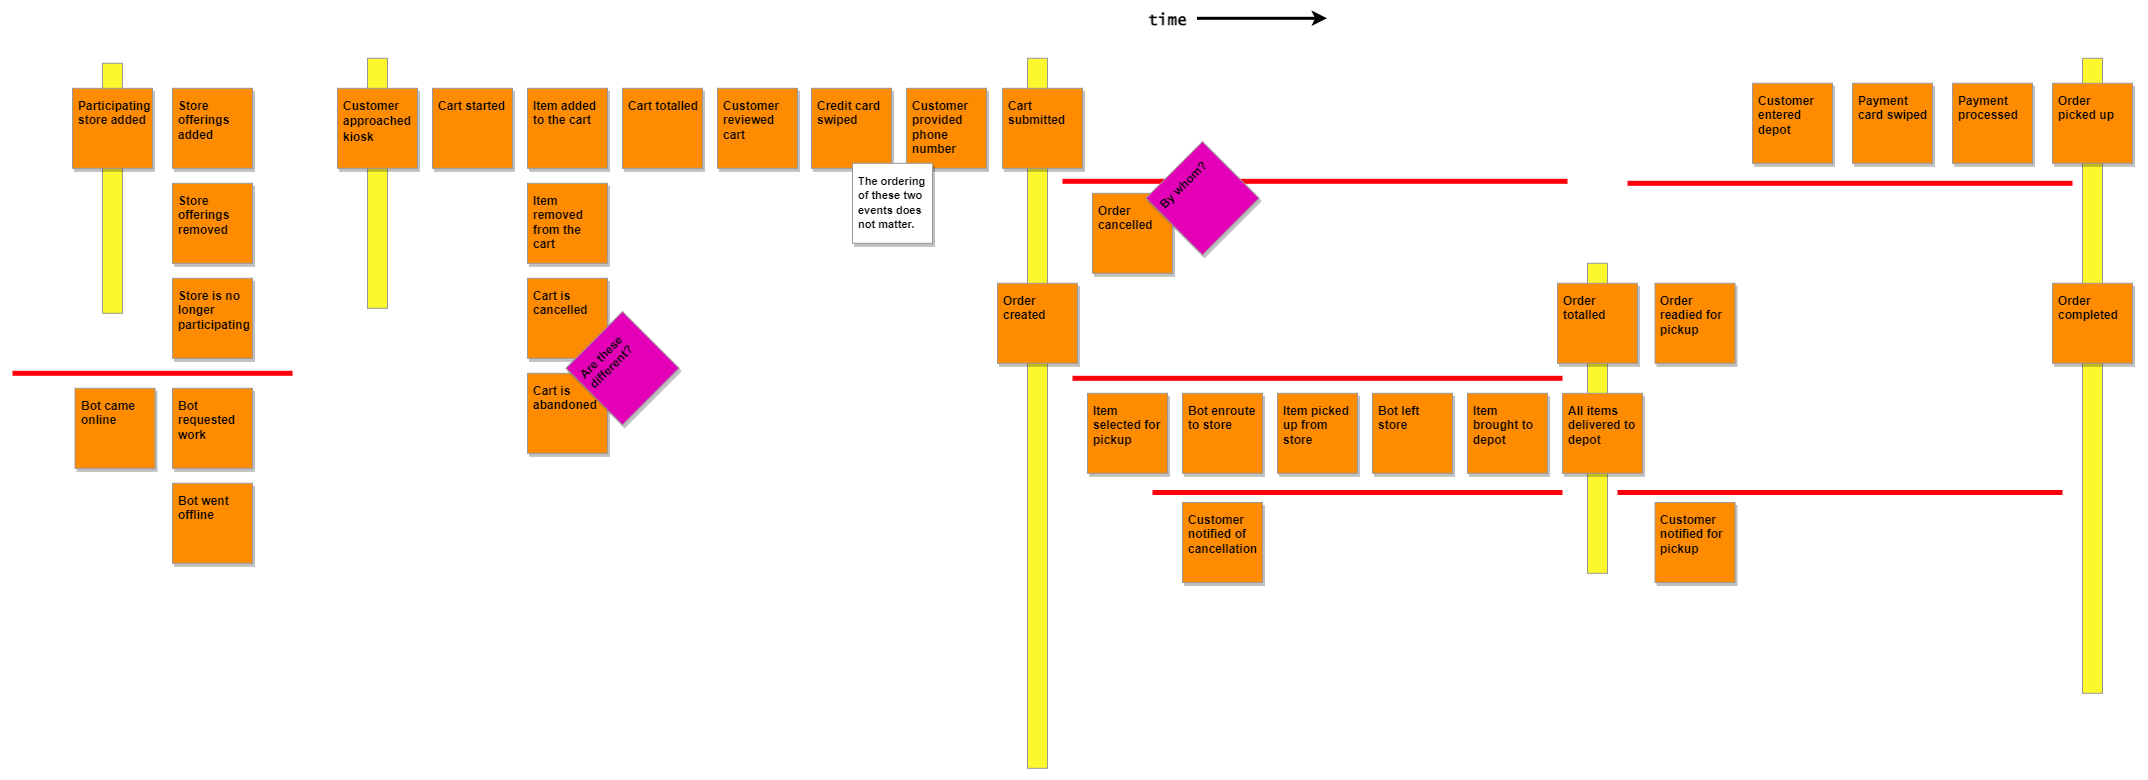 time
Participating
store added
Store
offerings
added
Customer
approached
kiosk
Cart started
Item added
to the cart
Cart totalled
Customer
reviewed
cart
Credit card
swiped
Customer
provided
phone
number
Cart
submitted
Customer
entered
depot
Payment
card swiped
Payment
processed
Order
picked up
The ordering
of these two
events does
not matter.
By whom?
Store
offerings
removed
Item
removed
from the
cart
Order
cancelled
Store is no
longer
participating
Cart is
cancelled
Order
created
Order
totalled
Order
readied for
pickup
Order
completed
Are these
different?
Cart is
abandoned
Bot came
online
Bot
requested
work
Item
selected for
pickup
Bot enroute
to store
Item picked
up from
store
Bot left
store
Item
brought to
depot
All items
delivered to
depot
Bot went
offline
Customer
notified of
cancellation
Customer
notified for
pickup